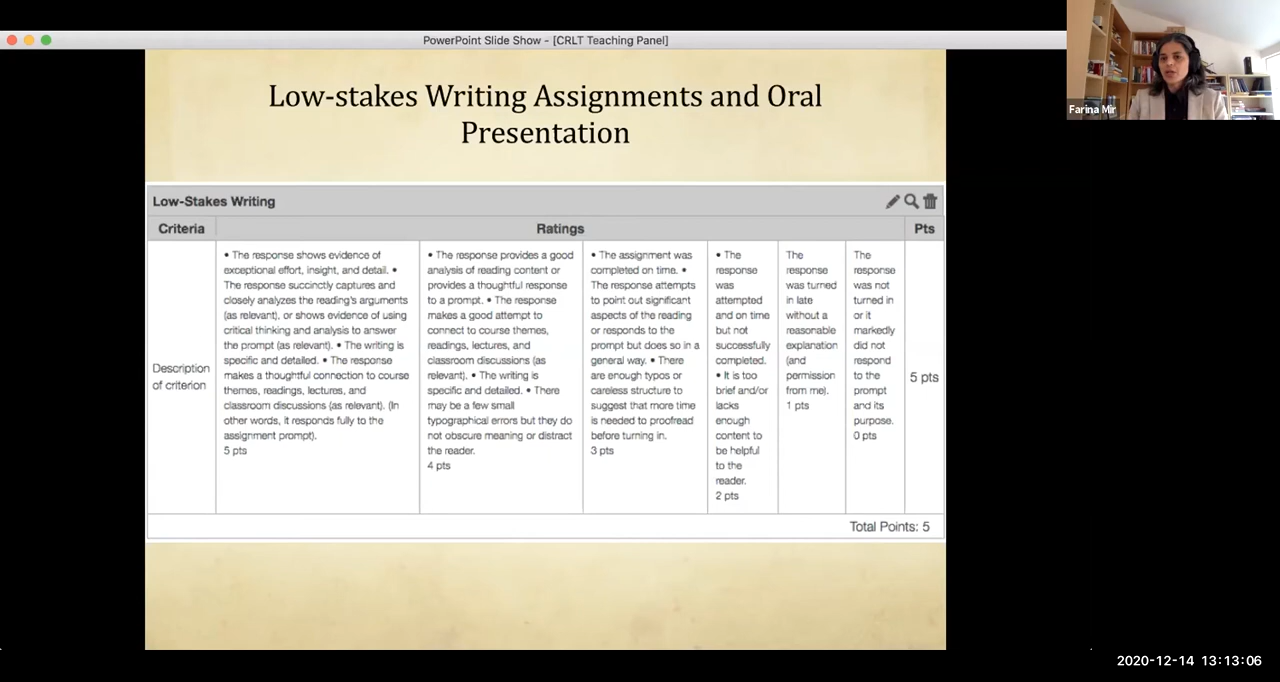 PowerPoint Slide Show - [CRLT Teaching Panel]
Farina Mir
Low-stakes Writing Assignments and Oral
Presentation
Low-Stakes Writing
Criteria
Ratings
Pts
Description
of criterion
• The response shows evidence of
exceptional effort, insight, and detail. •
The response succinctly captures and
closely analyzes the reading's arguments
(as relevant), or shows evidence of using
critical thinking and analysis to answer
the prompt (as relevant). • The writing is
specific and detailed. • The response
makes a thoughtful connection to course
themes, readings, lectures, and
classroom discussions (as relevant). (In
other words, it responds fully to the
assignment prompt).
5 pts
• The response provides a good
analysis of reading content or
provides a thoughtful response
to a prompt. • The response
makes a good attempt to
connect to course themes,
readings, lectures, and
classroom discussions (as
relevant). • The writing is
specific and detailed. • There
may be a few small
typographical errors but they do
not obscure meaning or distract
the reader.
4 pts
• The assignment was
completed on time. •
The response attempts
to point out significant
aspects of the reading
or responds to the
prompt but does so in a
general way. • There
are enough typos or
careless structure to
suggest that more time
is needed to proofread
before turning in.
3 pts
• The
response
was
attempted
and on time
but not
successfully
completed.
• It is too
brief and/or
lacks
enough
content to
be helpful
to the
reader.
2 pts
The
response
was turned
in late
without a
reasonable
explanation
(and
permission
from me).
1 pts
The
response
was not
turned in
or it
markedly
did not
respond
to the
prompt
and its
purpose.
0 pts
5 pts
Total Points: 5
2020-12-14 13:13:06